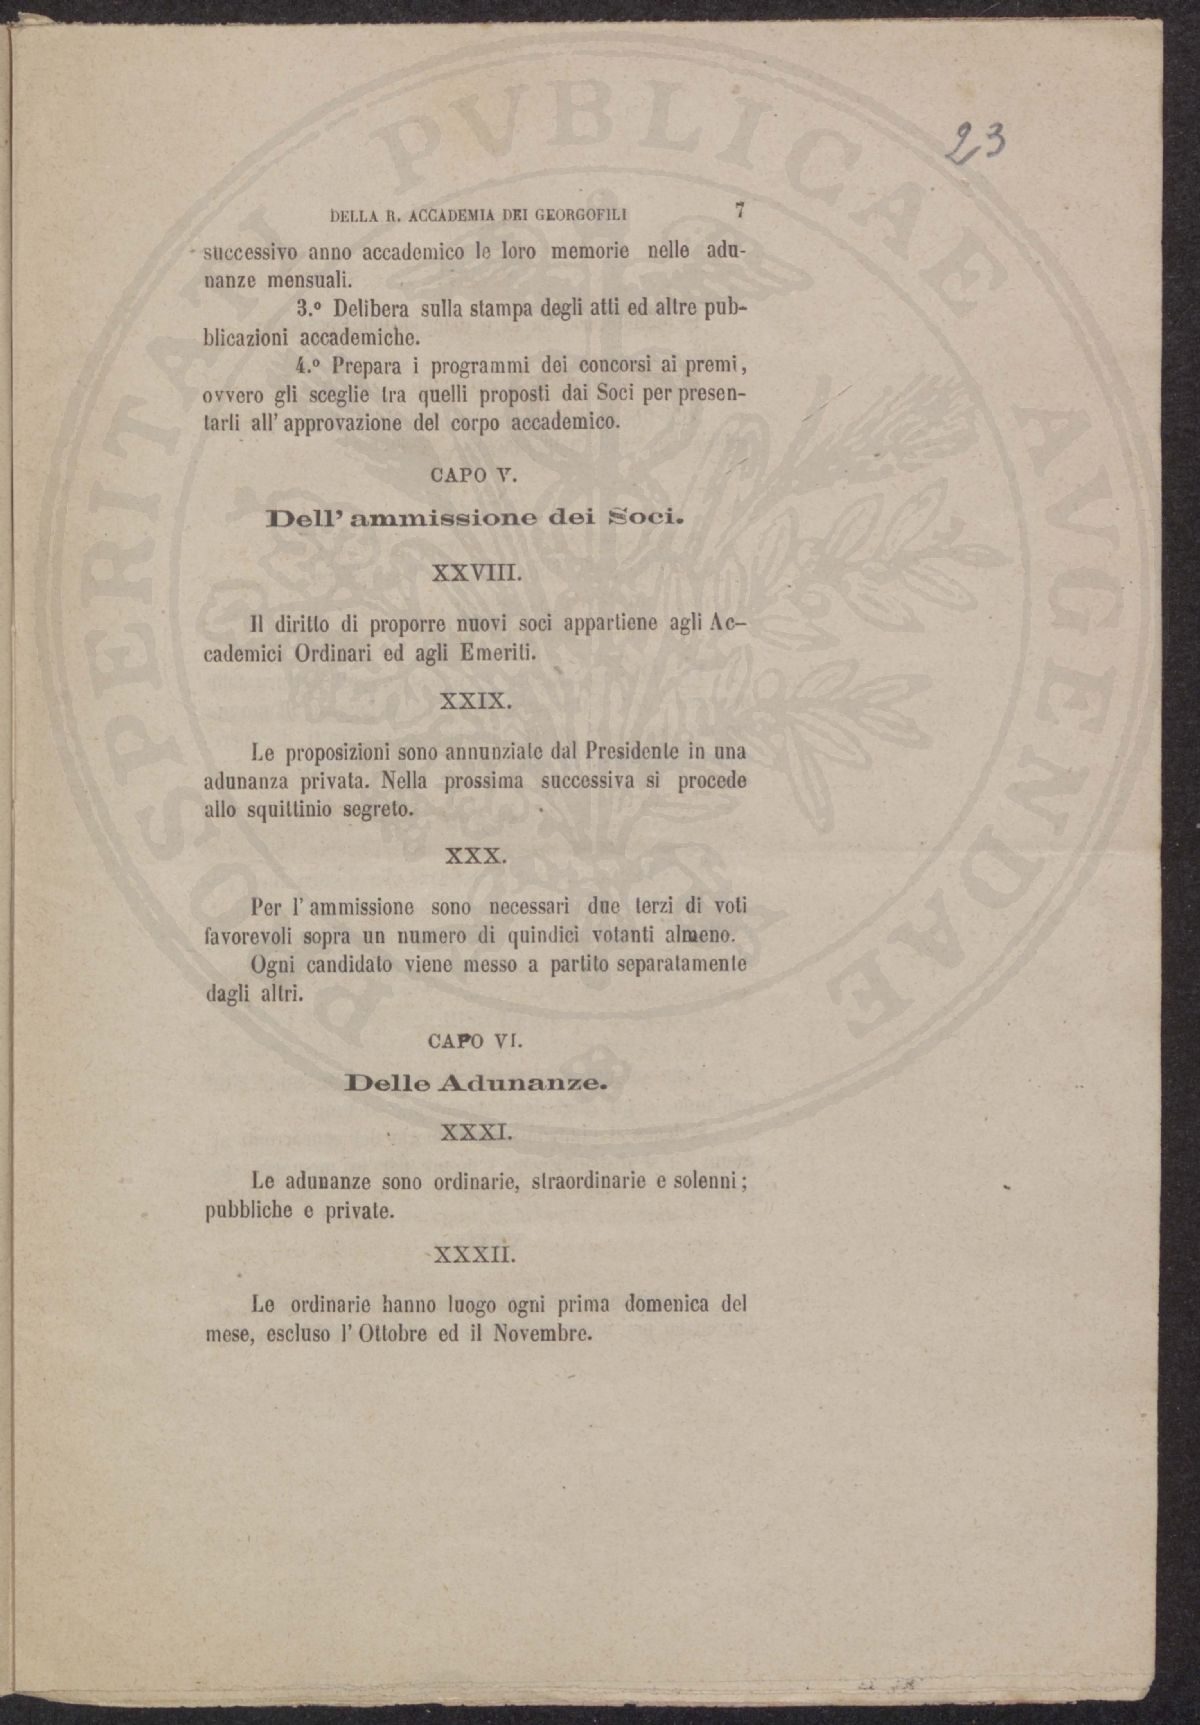 23
DELLA R. ACCADEMIA DEI GEORGOFILI 7
successivo anno accademico le loro memorie nelle adu-
nanze mensuali.
3.º Delibera sulla stampa degli atti ed altre pub-
blicazioni accademiche.
4.º Prepara i programmi dei concorsi ai premi,
ovvero gli sceglie tra quelli proposti dai Soci per presen-
tarli all' approvazione del corpo accademico.
CAPO V.
Dell' ammissione dei Soci.
XXVIII.
Il diritto di proporre nuovi soci appartiene agli Ac-
cademici Ordinari ed agli Emeriti.
XXIX.
Le proposizioni sono annunziate dal Presidente in una
adunanza privata. Nella prossima successiva si procede
allo squittinio segreto.
XXX.
Per l' ammissione sono necessari due terzi di voti
favorevoli sopra un numero di quindici votanti almeno.
Ogni candidato viene messo a partito separatamente
dagli altri.
CAPO VI.
Delle Adunanze.
XXXI.
Le adunanze sono ordinarie, straordinarie e solenni;
pubbliche e private.
XXXII.
Le ordinarie hanno luogo ogni prima domenica del
mese, escluso l' Ottobre ed il Novembre.
PROSPERITATI PVBLICAE AVGENDAE